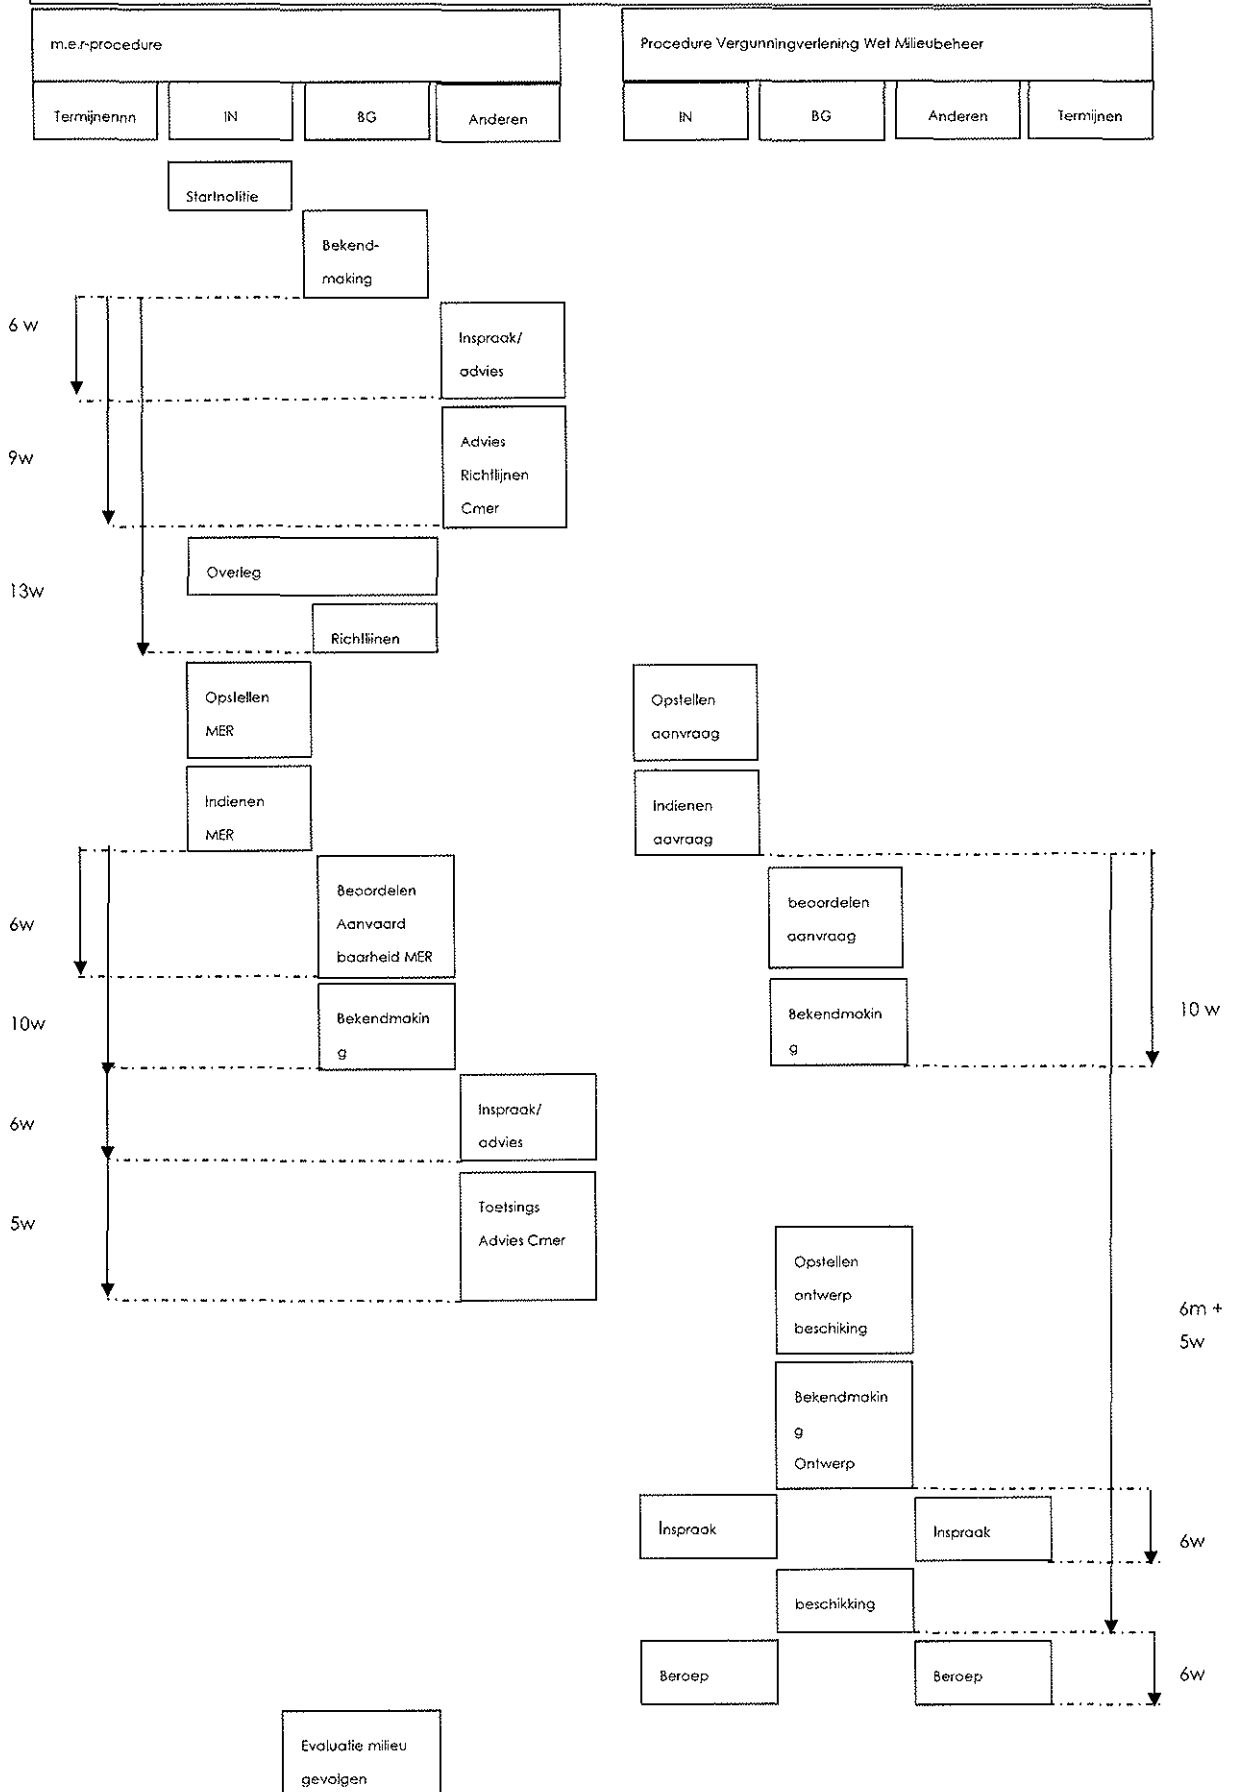 m.e.r-procedure
Procedure Vergunningverlening Wet Milieubeheer
Termijnennn
IN
BG
Anderen
IN
BG
Anderen
Termijnen
Startnotitie
Bekend-
making
6 w
Inspraak/
advies
9w
Advies
Richtlijnen
Cmer
13w
Overleg
Richtlijnen
Opstellen
MER
Opstellen
aanvraag
Indienen
MER
Indienen
aavraag
6w
Beoordelen
Aanvaard
baarheid MER
beoordelen
aanvraag
10w
Bekendmakin
g
Bekendmakin
g
10 w
6w
Inspraak/
advies
5w
Toetsings
Advies Cmer
Opstellen
ontwerp
beschiking
6m +
5w
Bekendmakin
g
Ontwerp
Inspraak
Inspraak
6w
beschikking
Beroep
Beroep
6w
Evaluatie milieu
gevolgen